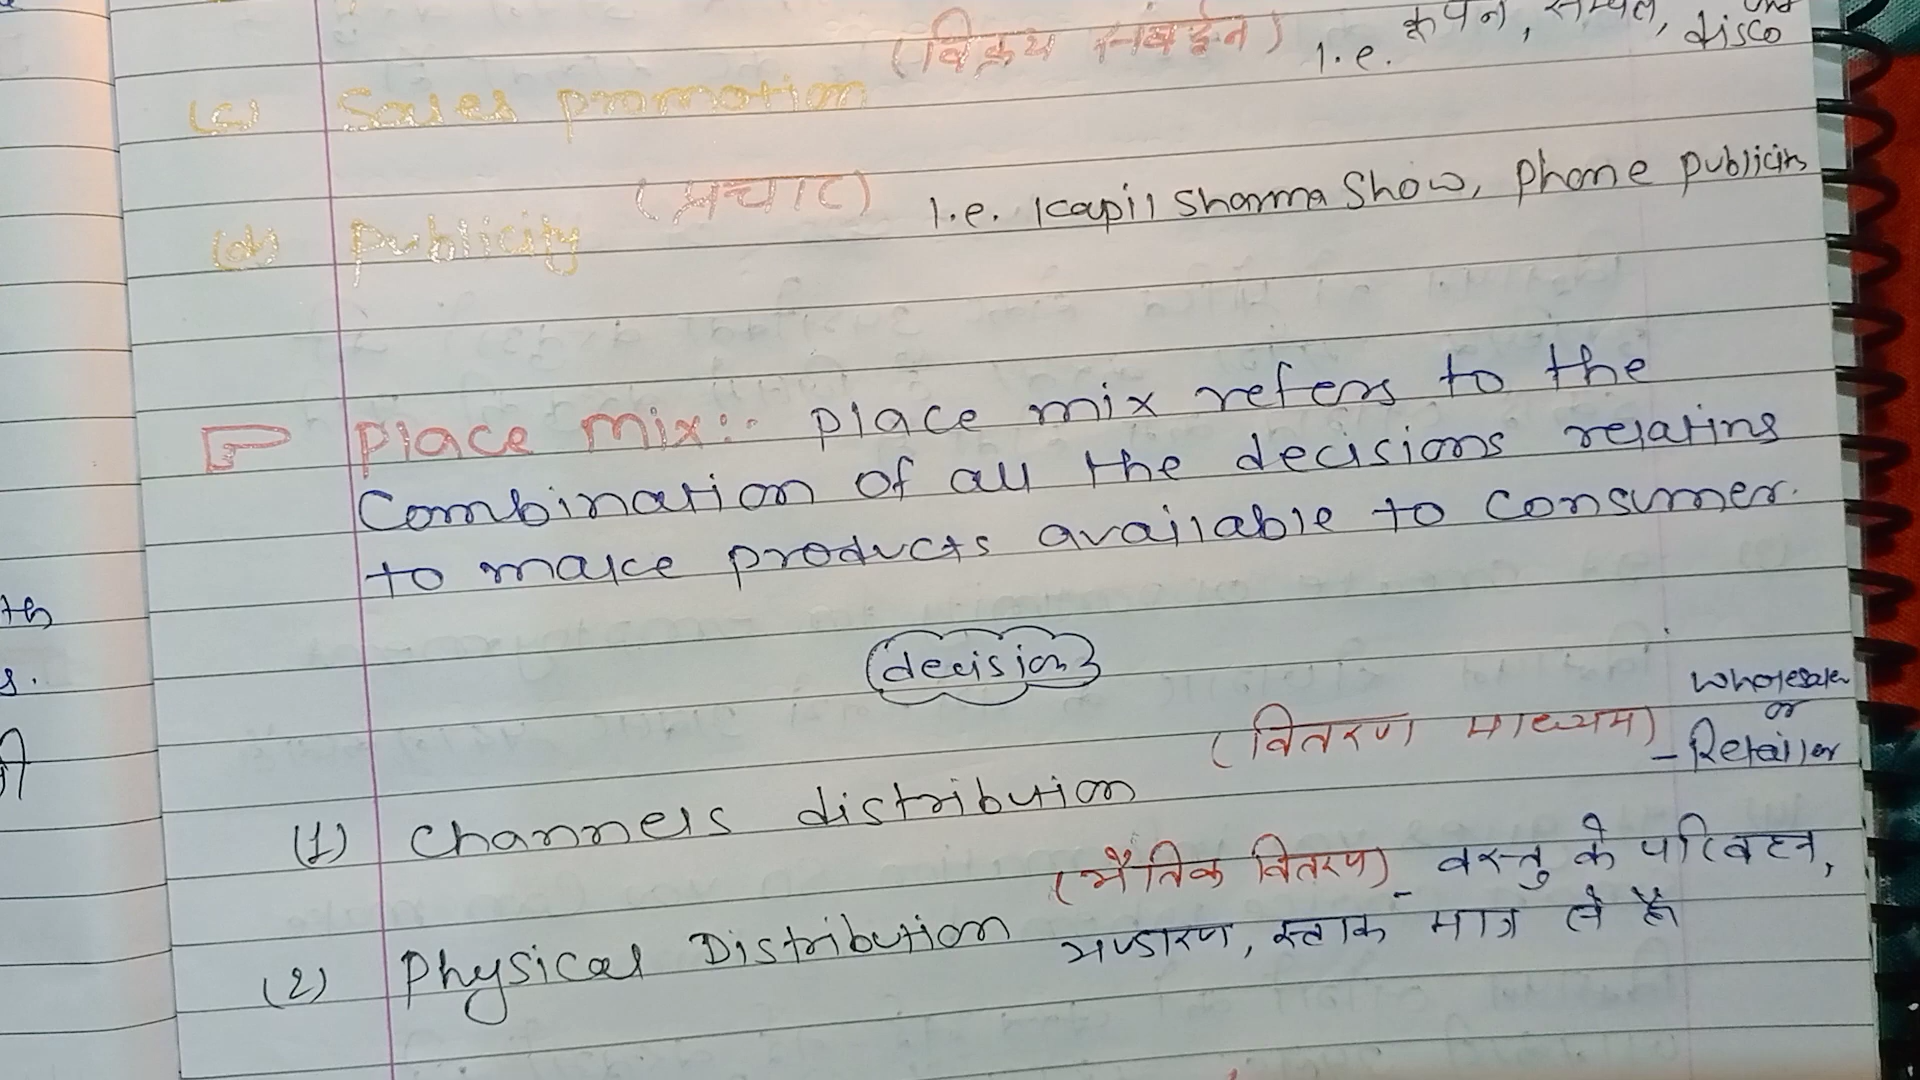 (विक्रय संवर्द्धन) i.e. कूपन, सैम्पल, disco
(c) Sales promotion
(प्रचार) i.e. Kapil Sharma Show, Phone publicity
(d) Publicity
Place Mix:- Place mix refers to the
Combination of all the decisions relating
to make products available to consumer.
decision
(वितरण माध्यम) - Wholesaler
or
Retailer
(1) Channels distribution
(भौतिक वितरण) - वस्तु के परिवहन,
(2) Physical Distribution भण्डारण, स्टाक मात्र से है